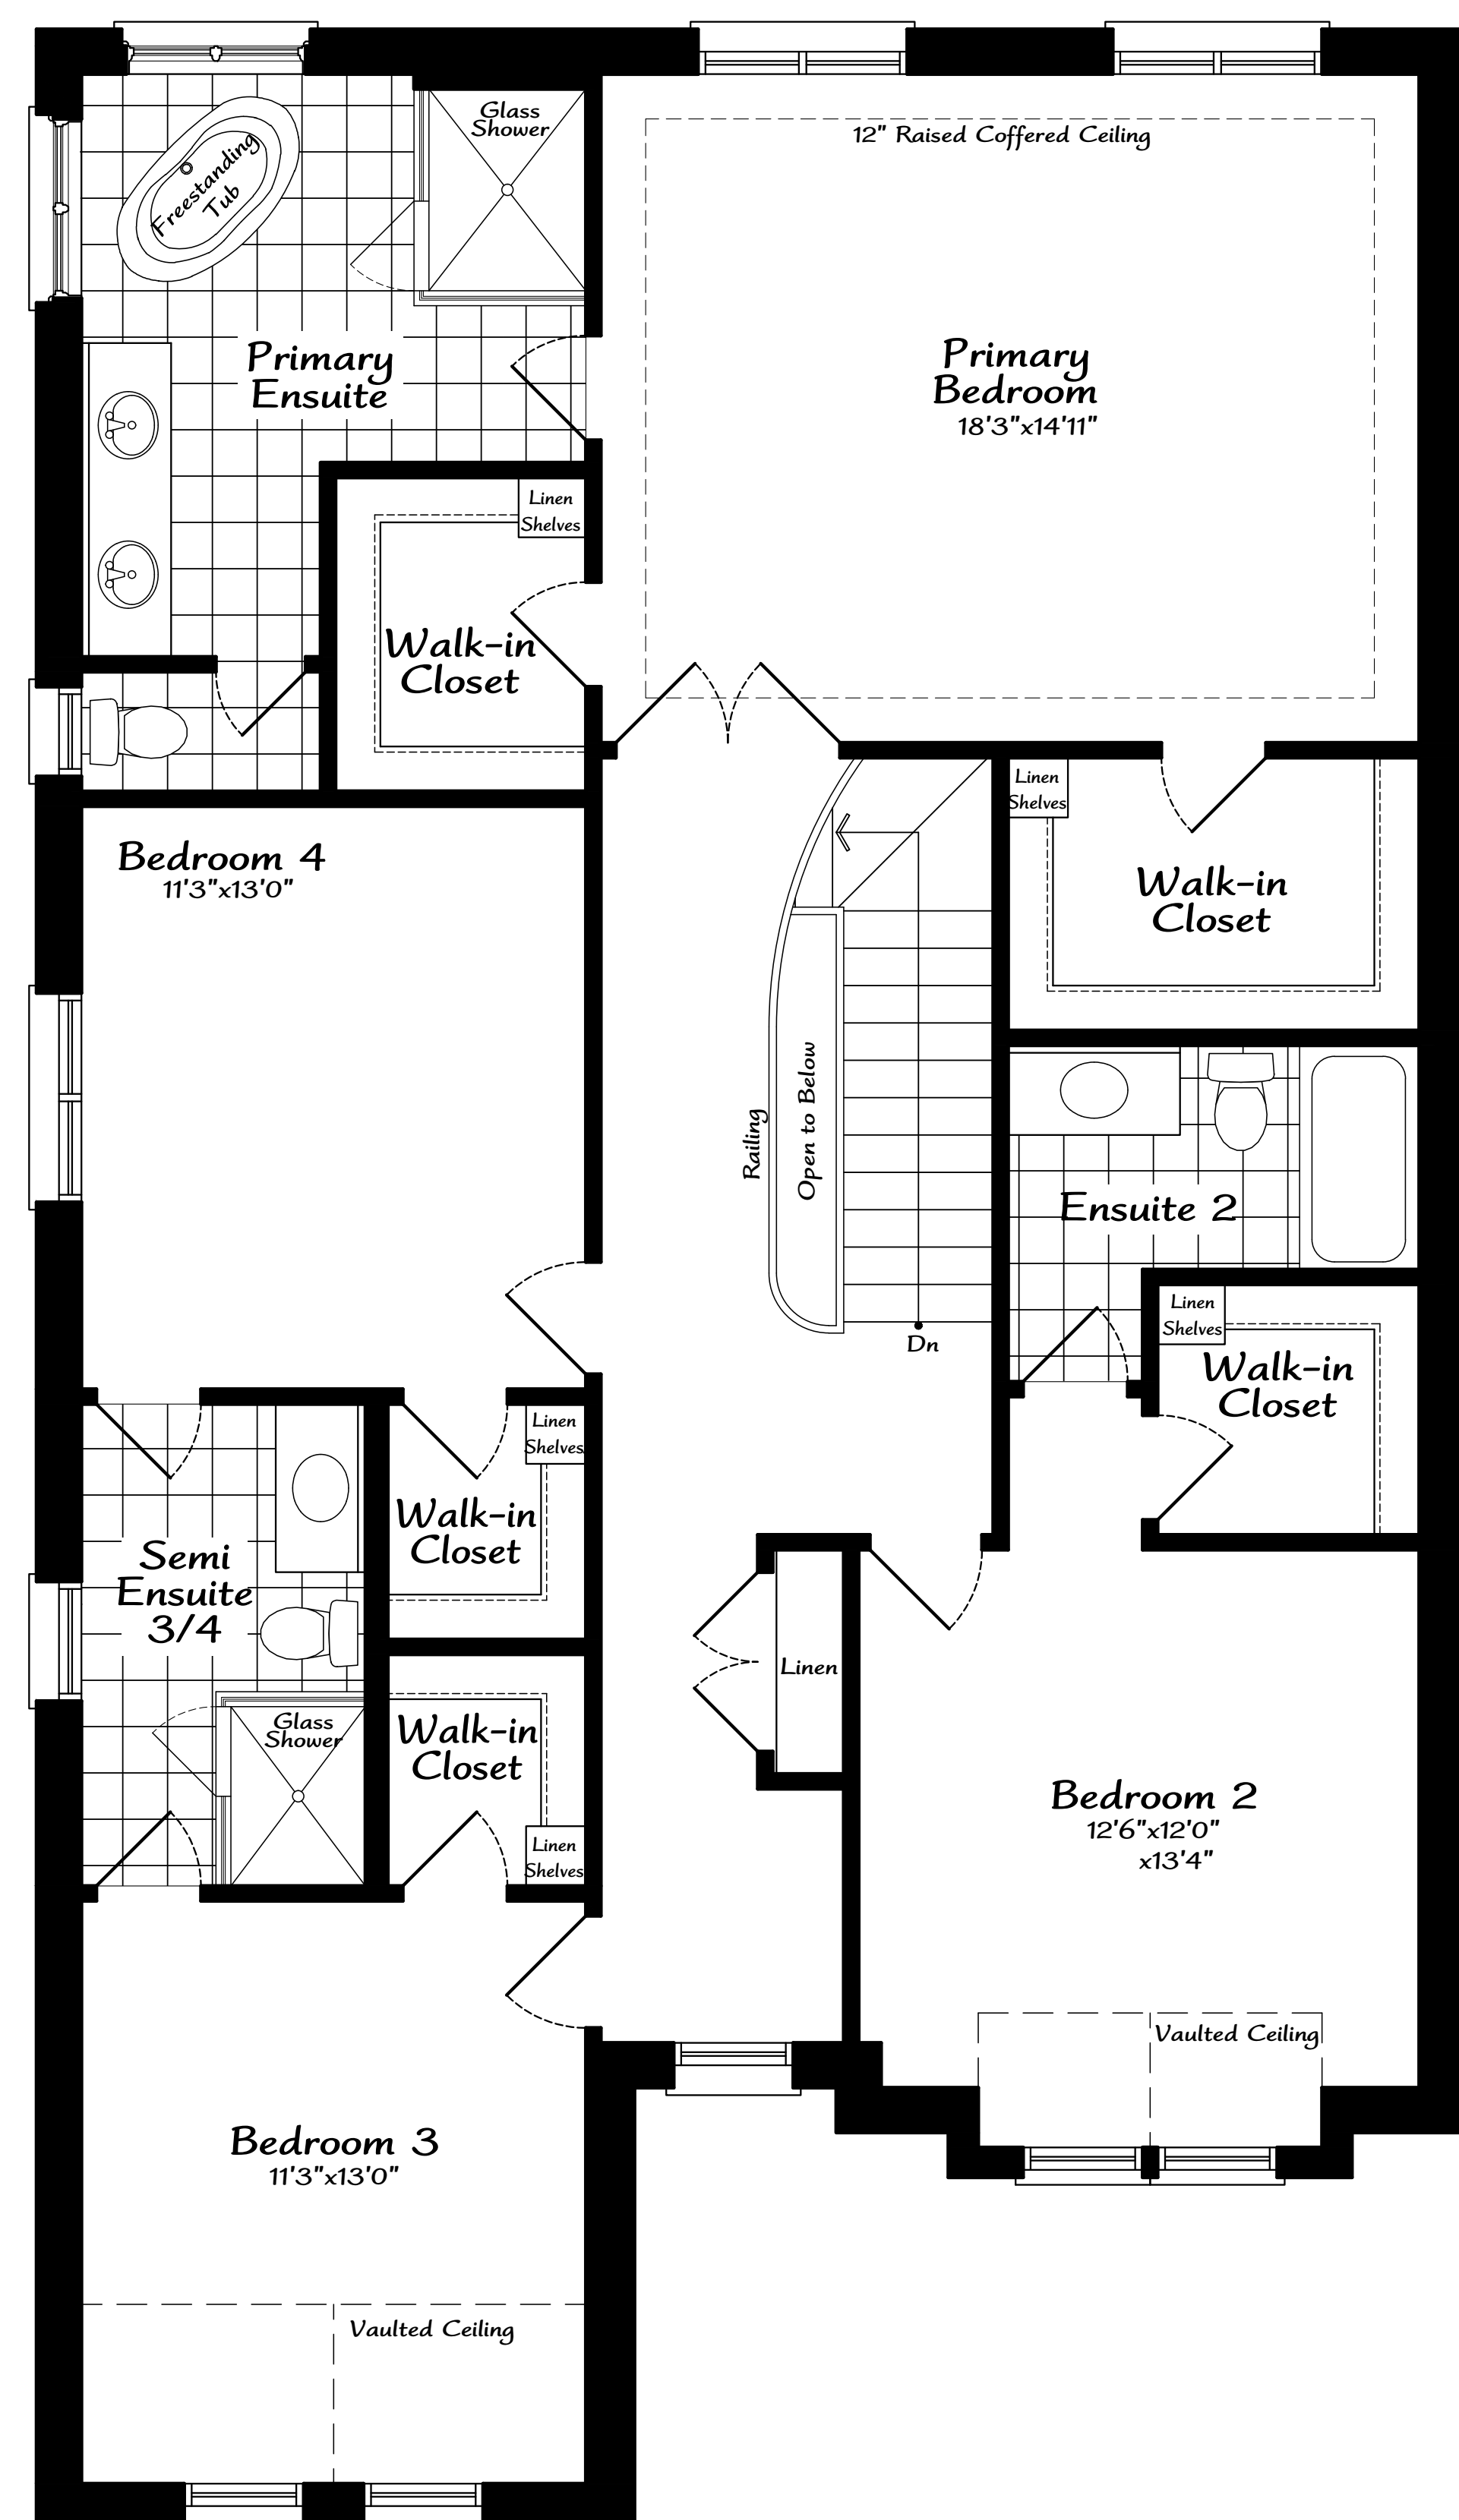 Glass
Shower
12" Raised Coffered Ceiling
Freestanding
Tub
Primary
Ensuite
Primary
Bedroom
18'3"x14'11"
Linen
Shelves
Walk-in
Closet
Linen
Shelves
Walk-in
Closet
Bedroom 4
11'3"x13'0"
Railing
Open to Below
Dn
Ensuite 2
Linen
Shelves
Walk-in
Closet
Linen
Shelves
Walk-in
Closet
Semi
Ensuite
3/4
Linen
Glass
Shower
Walk-in
Closet
Linen
Shelves
Bedroom 2
12'6"x12'0"
x13'4"
Vaulted Ceiling
Bedroom 3
11'3"x13'0"
Vaulted Ceiling